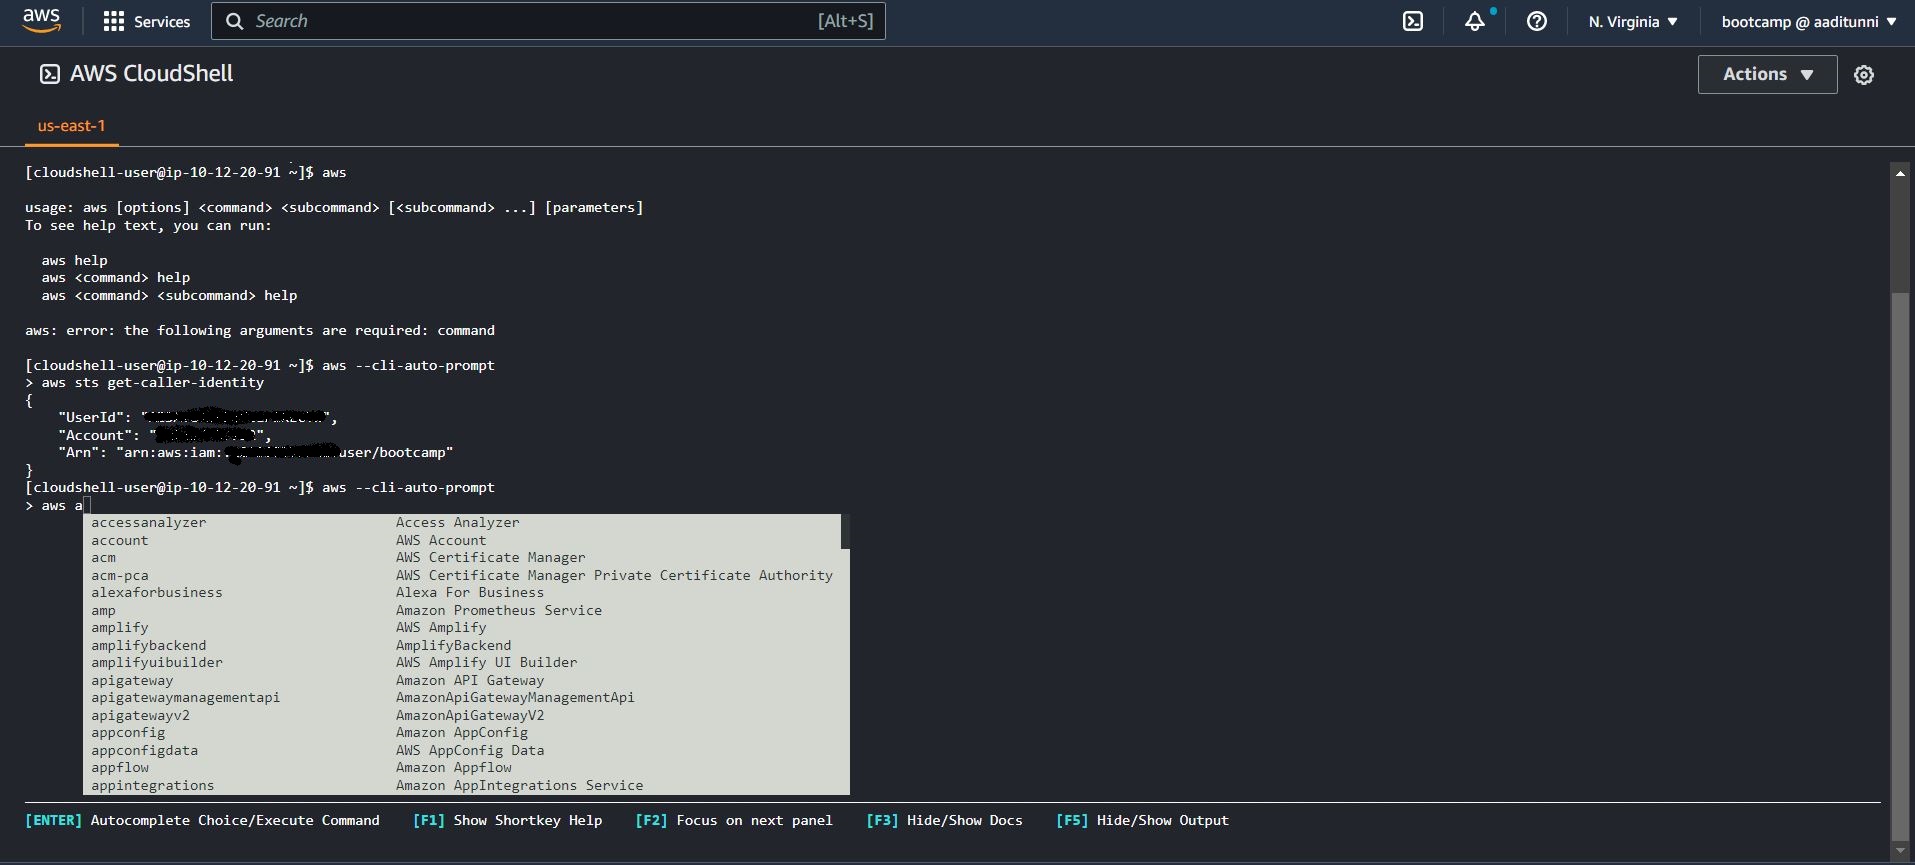 aws Services Search [Alt+S] N. Virginia bootcamp @ aaditunni
AWS CloudShell Actions
us-east-1
[cloudshell-user@ip-10-12-20-91 ~]$ aws
usage: aws [options] <command> <subcommand> [<subcommand> ...] [parameters]
To see help text, you can run:
aws help
aws <command> help
aws <command> <subcommand> help
aws: error: the following arguments are required: command
[cloudshell-user@ip-10-12-20-91 ~]$ aws --cli-auto-prompt
> aws sts get-caller-identity
{
"UserId": "",
"Account": "",
"Arn": "arn:aws:iam: user/bootcamp"
}
[cloudshell-user@ip-10-12-20-91 ~]$ aws --cli-auto-prompt
> aws a
accessanalyzer Access Analyzer
account AWS Account
acm AWS Certificate Manager
acm-pca AWS Certificate Manager Private Certificate Authority
alexaforbusiness Alexa For Business
amp Amazon Prometheus Service
amplify AWS Amplify
amplifybackend AmplifyBackend
amplifyuibuilder AWS Amplify UI Builder
apigateway Amazon API Gateway
apigatewaymanagementapi AmazonApiGatewayManagementApi
apigatewayv2 AmazonApiGatewayV2
appconfig Amazon AppConfig
appconfigdata AWS AppConfig Data
appflow Amazon Appflow
appintegrations Amazon AppIntegrations Service
[ENTER] Autocomplete Choice/Execute Command [F1] Show Shortkey Help [F2] Focus on next panel [F3] Hide/Show Docs [F5] Hide/Show Output